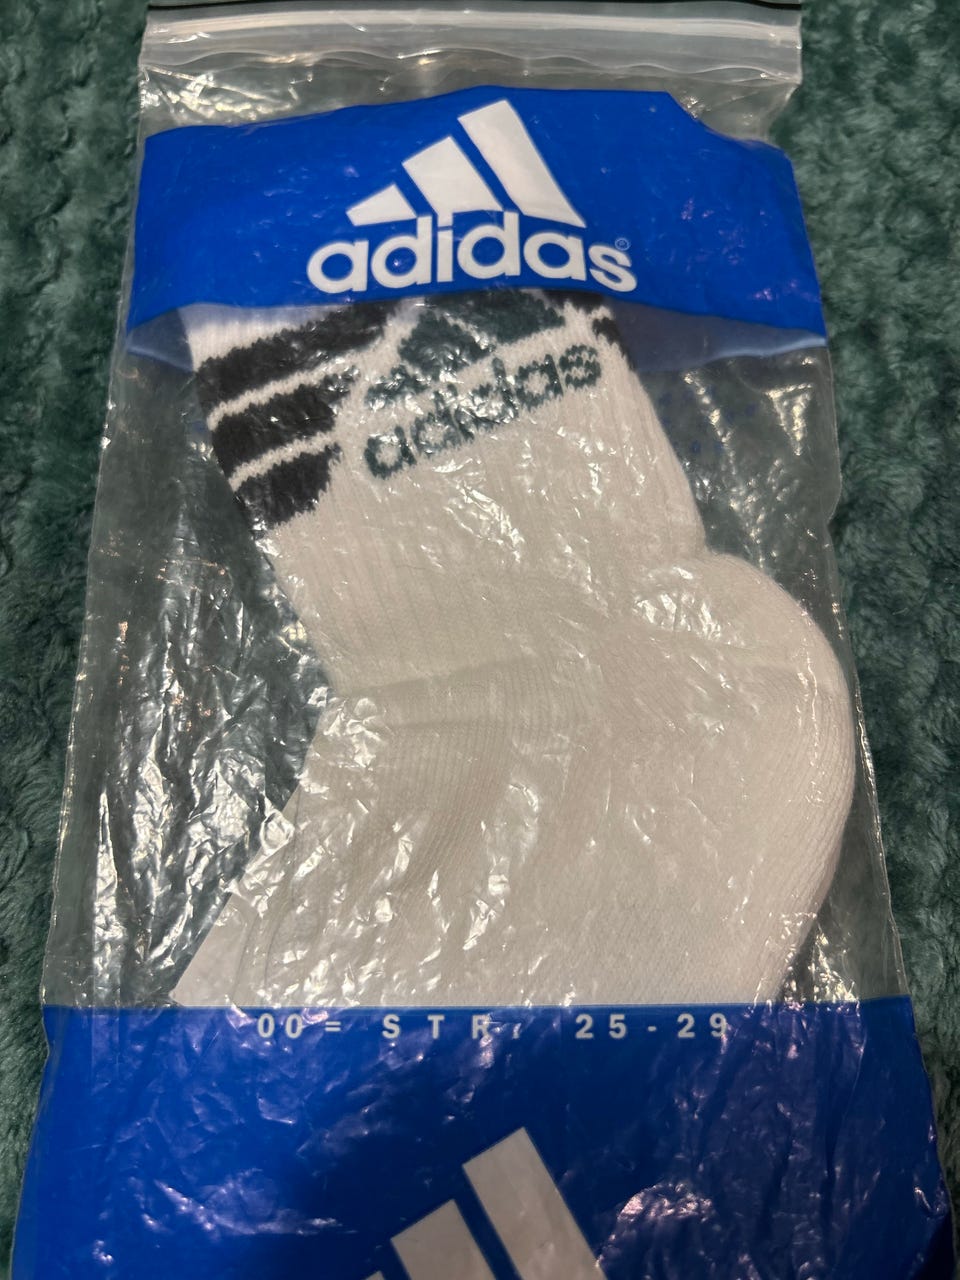 adidas®
adidas
00 = STR. 25-29